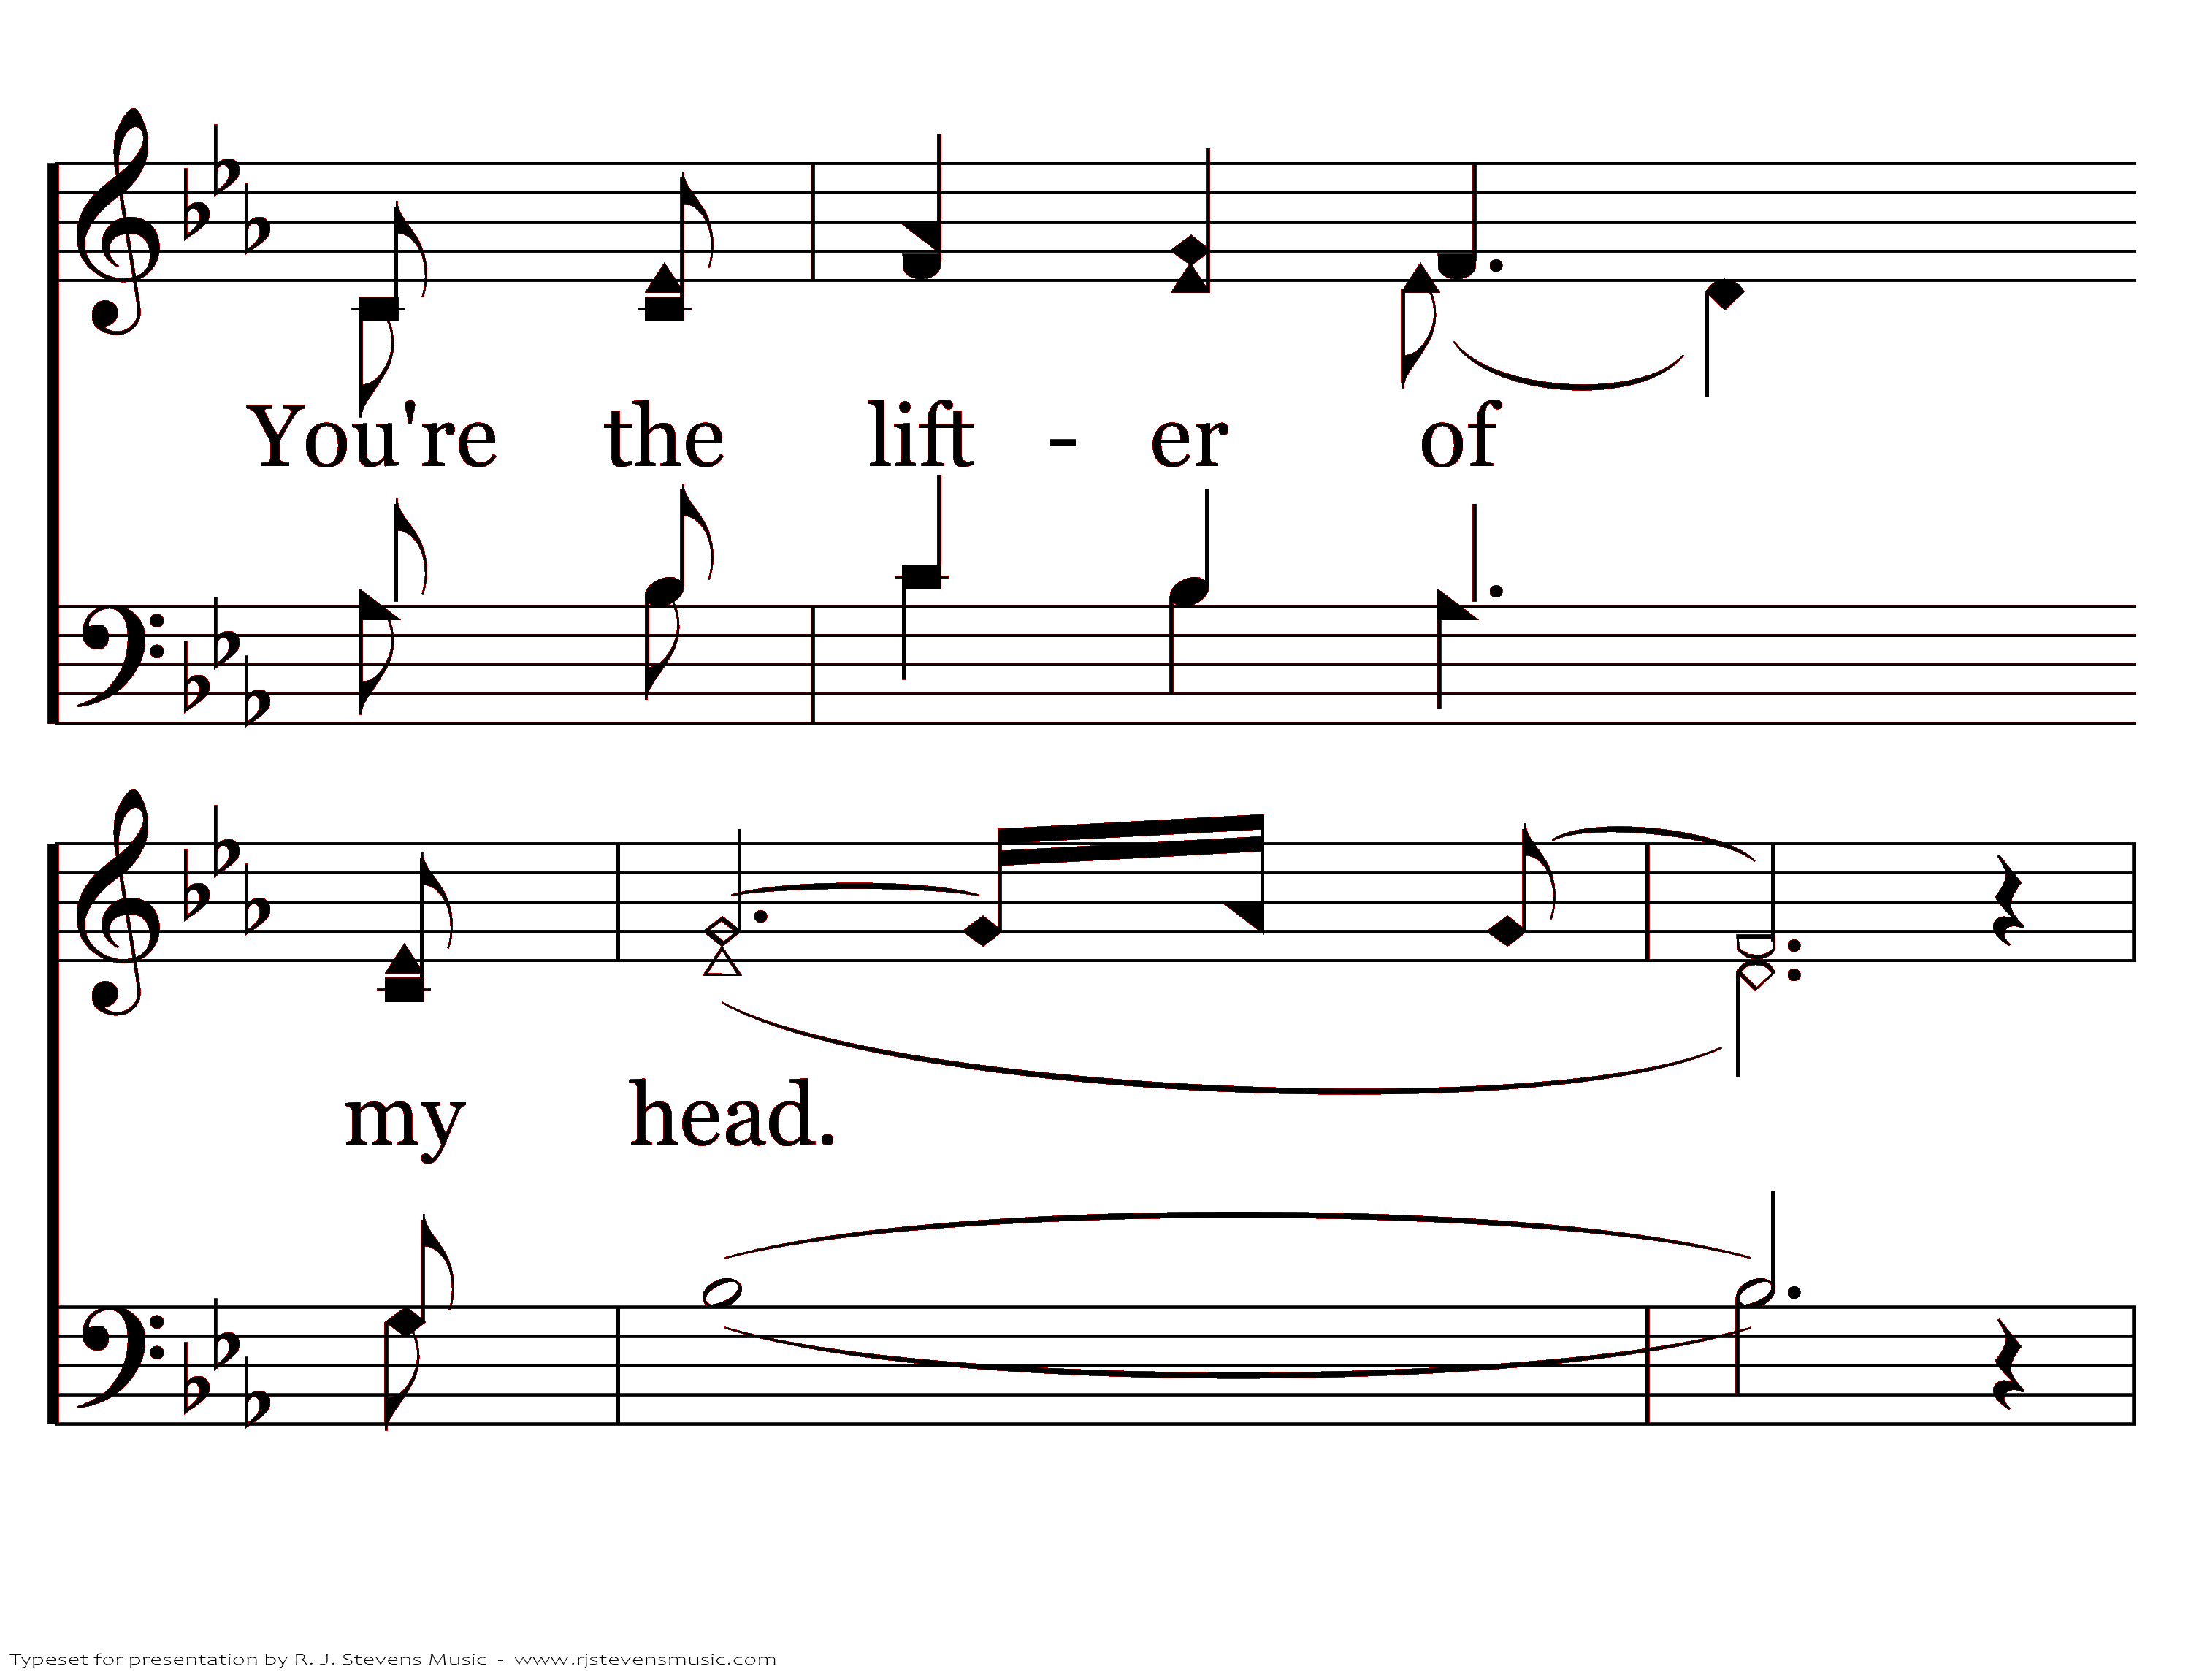 You're the lift - er of
my head.
Typeset for presentation by R. J. Stevens Music - www.rjstevensmusic.com